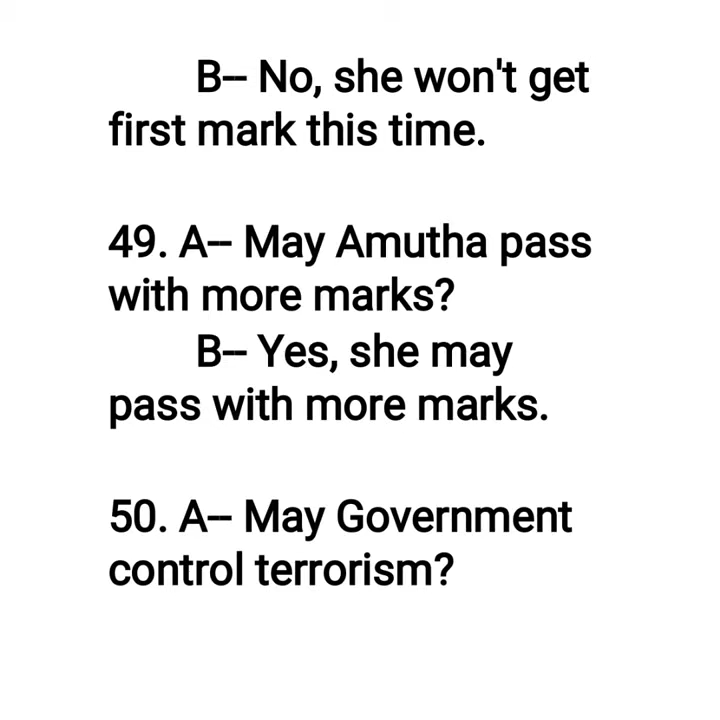 B-- No, she won't get
first mark this time.
49. A-- May Amutha pass
with more marks?
B-- Yes, she may
pass with more marks.
50. A-- May Government
control terrorism?